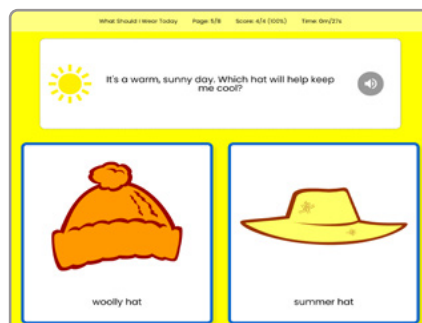 What Should I Wear Today Page: 5/8 Score: 4/4 (100%) Time: 0m/27s
It's a warm, sunny day. Which hat will help keep
me cool?
woolly hat summer hat